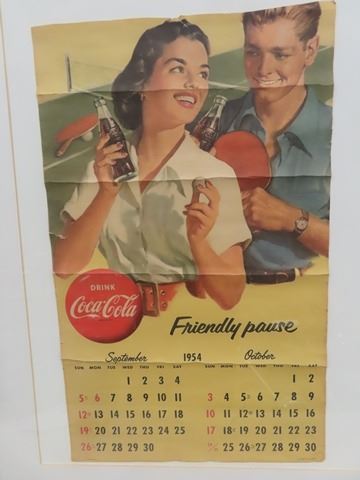 DRINK
Coca-Cola
Friendly pause
September 1954 October
SUN MON TUE WED THU FRI SAT SUN MON TUE WED THU FRI SAT
1 2 3 4 1 2
5 6 7 8 9 10 11 3 4 5 6 7 8 9
12 13 14 15 16 17 18 10 11 12 13 14 15 16
19 20 21 22 23 24 25 17 18 19 20 21 22 23
26 27 28 29 30 25 26 27 28 29 30